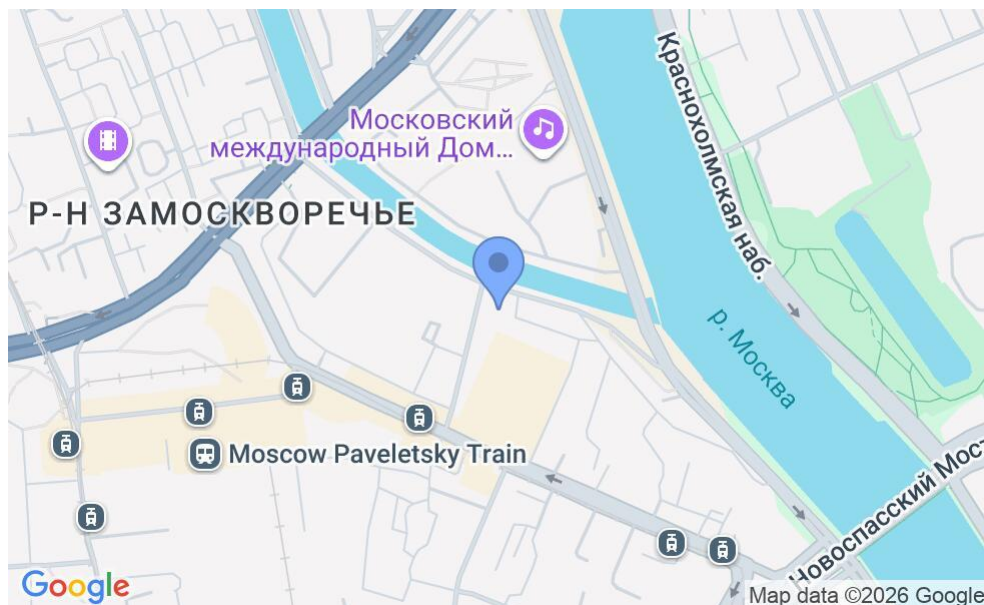 Краснохолмская наб.
Московский
международный Дом...
Р-Н ЗАМОСКВОРЕЧЬЕ
р. Москва
Moscow Paveletsky Train
Новоспасский Мост
Google
Map data ©2026 Google